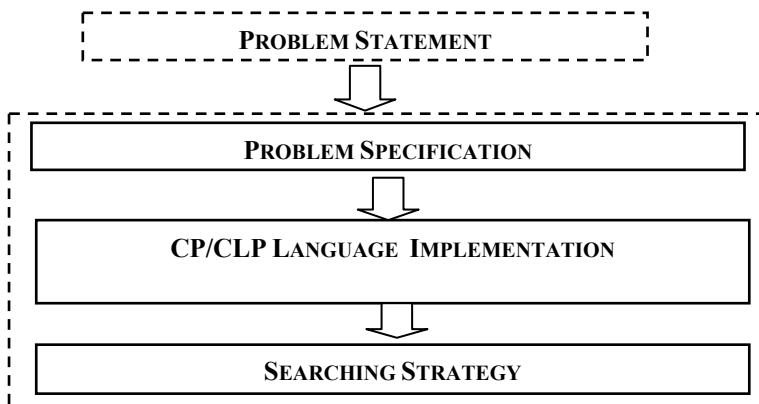 PROBLEM STATEMENT
PROBLEM SPECIFICATION
CP/CLP LANGUAGE IMPLEMENTATION
SEARCHING STRATEGY